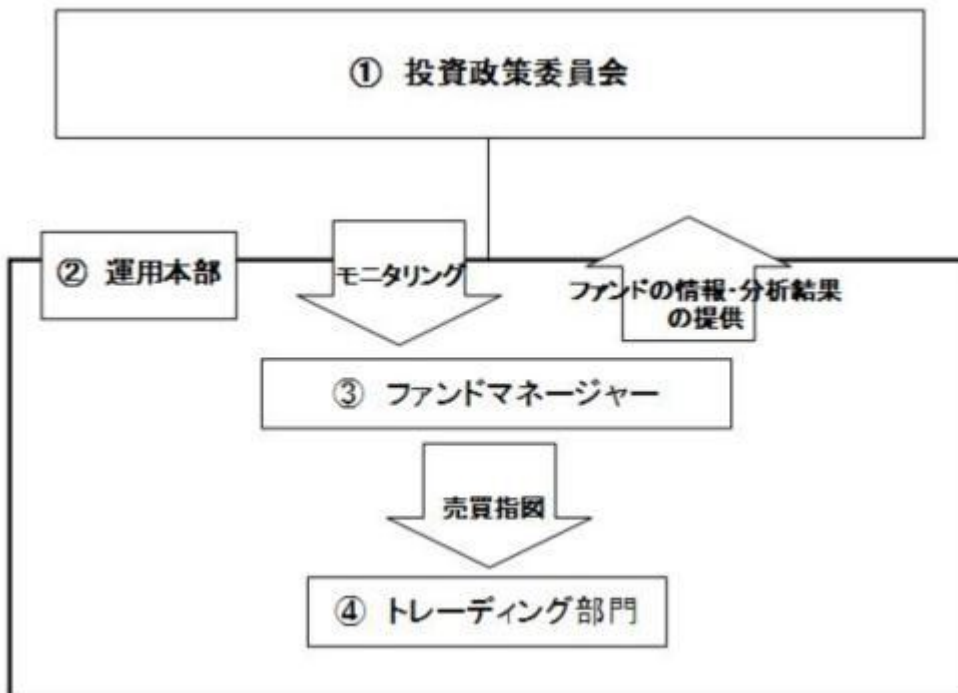 ① 投資政策委員会
② 運用本部
モニタリング
ファンドの情報・分析結果
の提供
③ ファンドマネージャー
売買指図
④ トレーディング部門